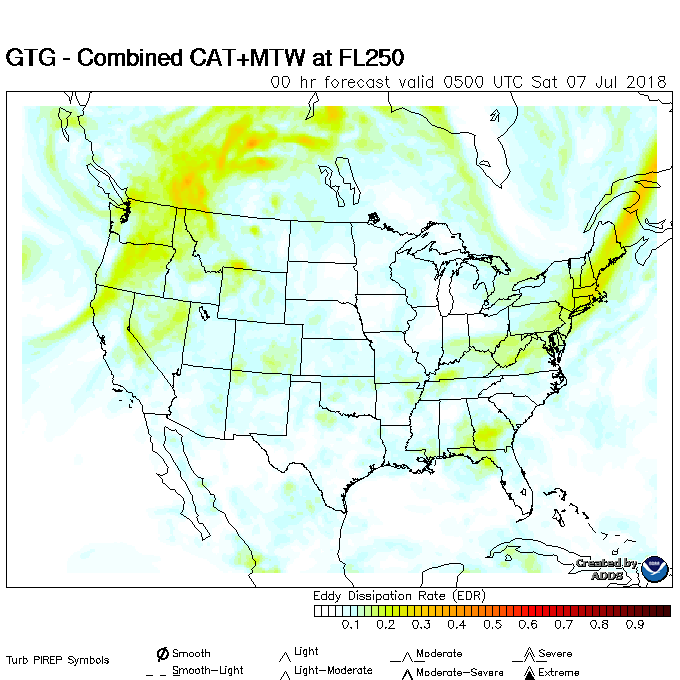 GTG - Combined CAT+MTW at FL250
00 hr forecast valid 0500 UTC Sat 07 Jul 2018
Created by
ADDS
NOAA
Eddy Dissipation Rate (EDR)
0.1 0.2 0.3 0.4 0.5 0.6 0.7 0.8 0.9
Turb PIREP Symbols
Smooth Light Moderate Severe
Smooth-Light Light-Moderate Moderate-Severe Extreme